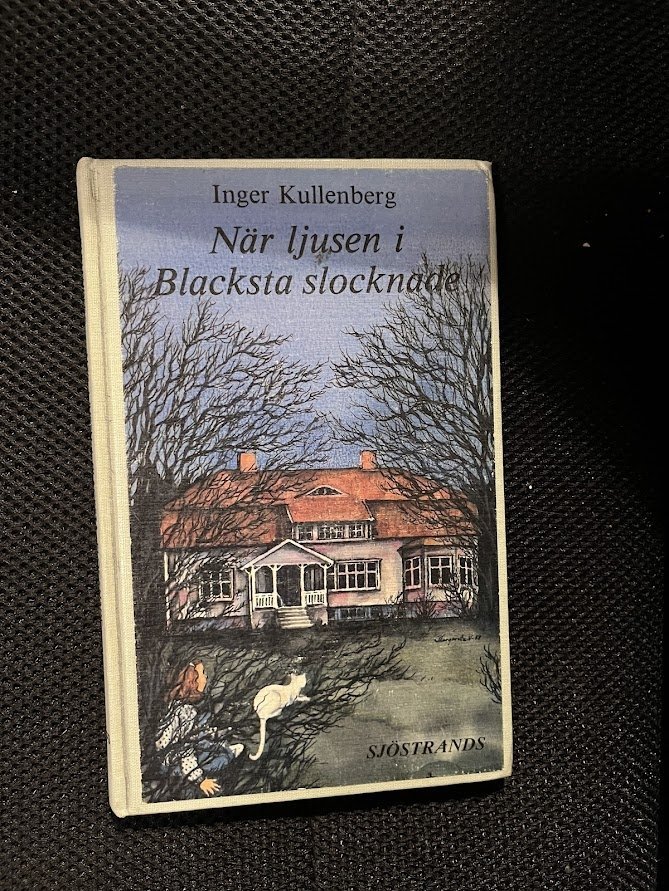 Inger Kullenberg
När ljusen i
Blacksta slocknade
SJÖSTRANDS